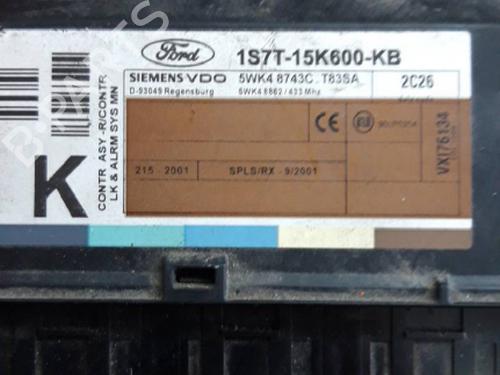 Ford
1S7T-15K600-KB
SIEMENS VDO
5WK4 8743C . T83SA
2C26
D-93049 Regensburg
5WK4 8862 / 433 Mhz
CONTR ASY -R/CONTR
LK & ALRM SYS MN
K
CE
VXI76134
215 - 2001
SPLS/RX - 9/2001